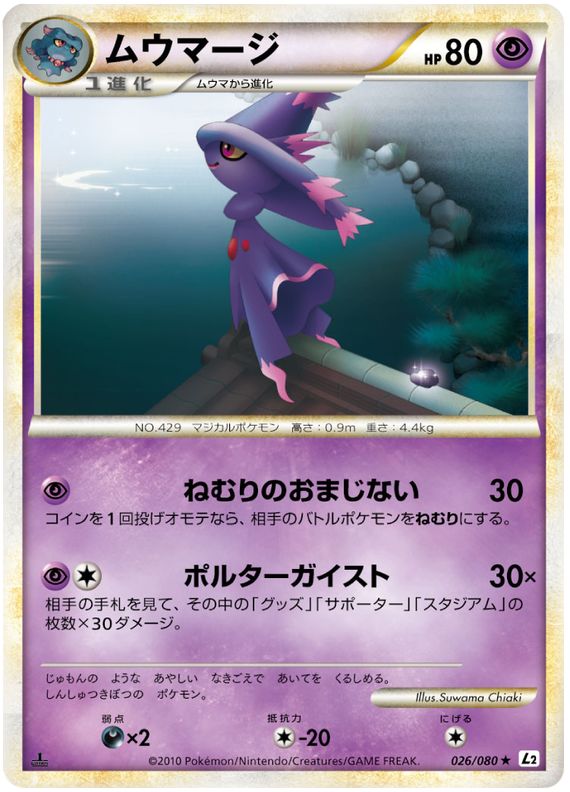 ムウマージ
HP 80
1進化
ムウマから進化
NO.429 マジカルポケモン 高さ：0.9m 重さ：4.4kg
ねむりのおまじない 30
コインを1回投げオモテなら、相手のバトルポケモンをねむりにする。
ポルターガイスト 30×
相手の手札を見て、その中の「グッズ」「サポーター」「スタジアム」の
枚数×30ダメージ。
じゅもんの ような あやしい なきごえで あいてを くるしめる。
しんしゅつきぼつの ポケモン。
Illus.Suwama Chiaki
弱点 抵抗力 にげる
×2 -20
1 EDITION ©2010 Pokémon/Nintendo/Creatures/GAME FREAK. 026/080 ★ L2